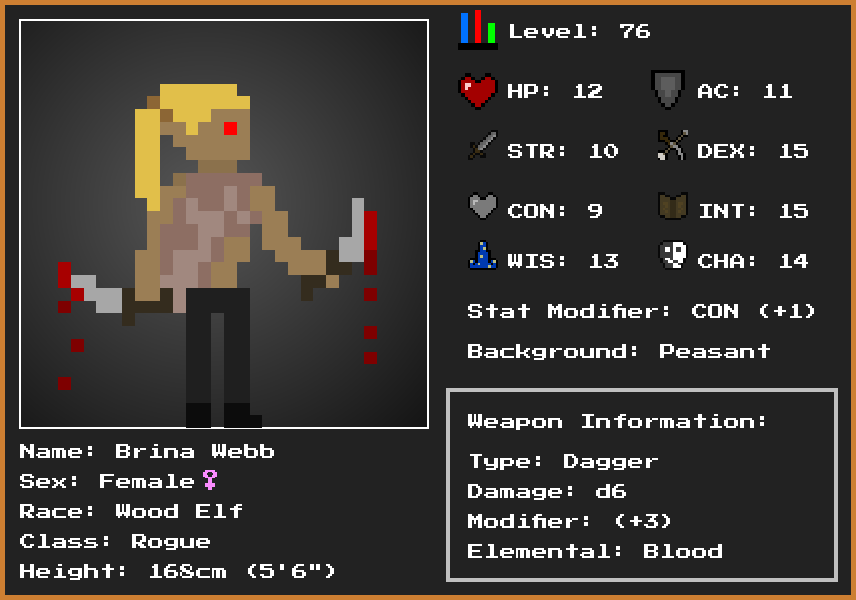 Level: 76
HP: 12
AC: 11
STR: 10
DEX: 15
CON: 9
INT: 15
WIS: 13
CHA: 14
Stat Modifier: CON (+1)
Background: Peasant
Weapon Information:
Type: Dagger
Damage: d6
Modifier: (+3)
Elemental: Blood
Name: Brina Webb
Sex: Female♀
Race: Wood Elf
Class: Rogue
Height: 168cm (5'6")